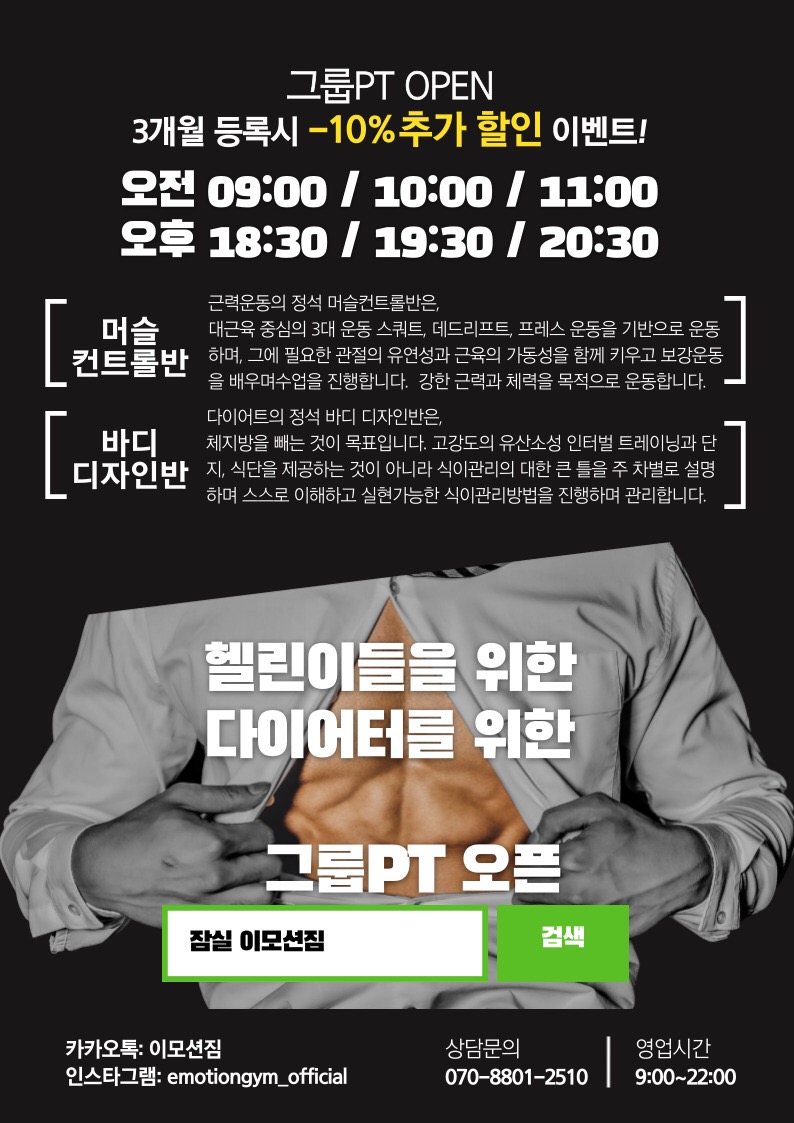 그룹PT OPEN
3개월 등록시 -10%추가 할인 이벤트!
오전 09:00 / 10:00 / 11:00
오후 18:30 / 19:30 / 20:30
머슬
컨트롤반
근력운동의 정석 머슬컨트롤반은,
대근육 중심의 3대 운동 스쿼트, 데드리프트, 프레스 운동을 기반으로 운동
하며, 그에 필요한 관절의 유연성과 근육의 가동성을 함께 키우고 보강운동
을 배우며수업을 진행합니다. 강한 근력과 체력을 목적으로 운동합니다.
바디
디자인반
다이어트의 정석 바디 디자인반은,
체지방을 빼는 것이 목표입니다. 고강도의 유산소성 인터벌 트레이닝과 단
지, 식단을 제공하는 것이 아니라 식이관리의 대한 큰 틀을 주 차별로 설명
하며 스스로 이해하고 실현가능한 식이관리방법을 진행하며 관리합니다.
헬린이들을 위한
다이어터를 위한
그룹PT 오픈
잠실 이모션짐 검색
카카오톡: 이모션짐
인스타그램: emotiongym_official
상담문의
070-8801-2510
영업시간
9:00~22:00